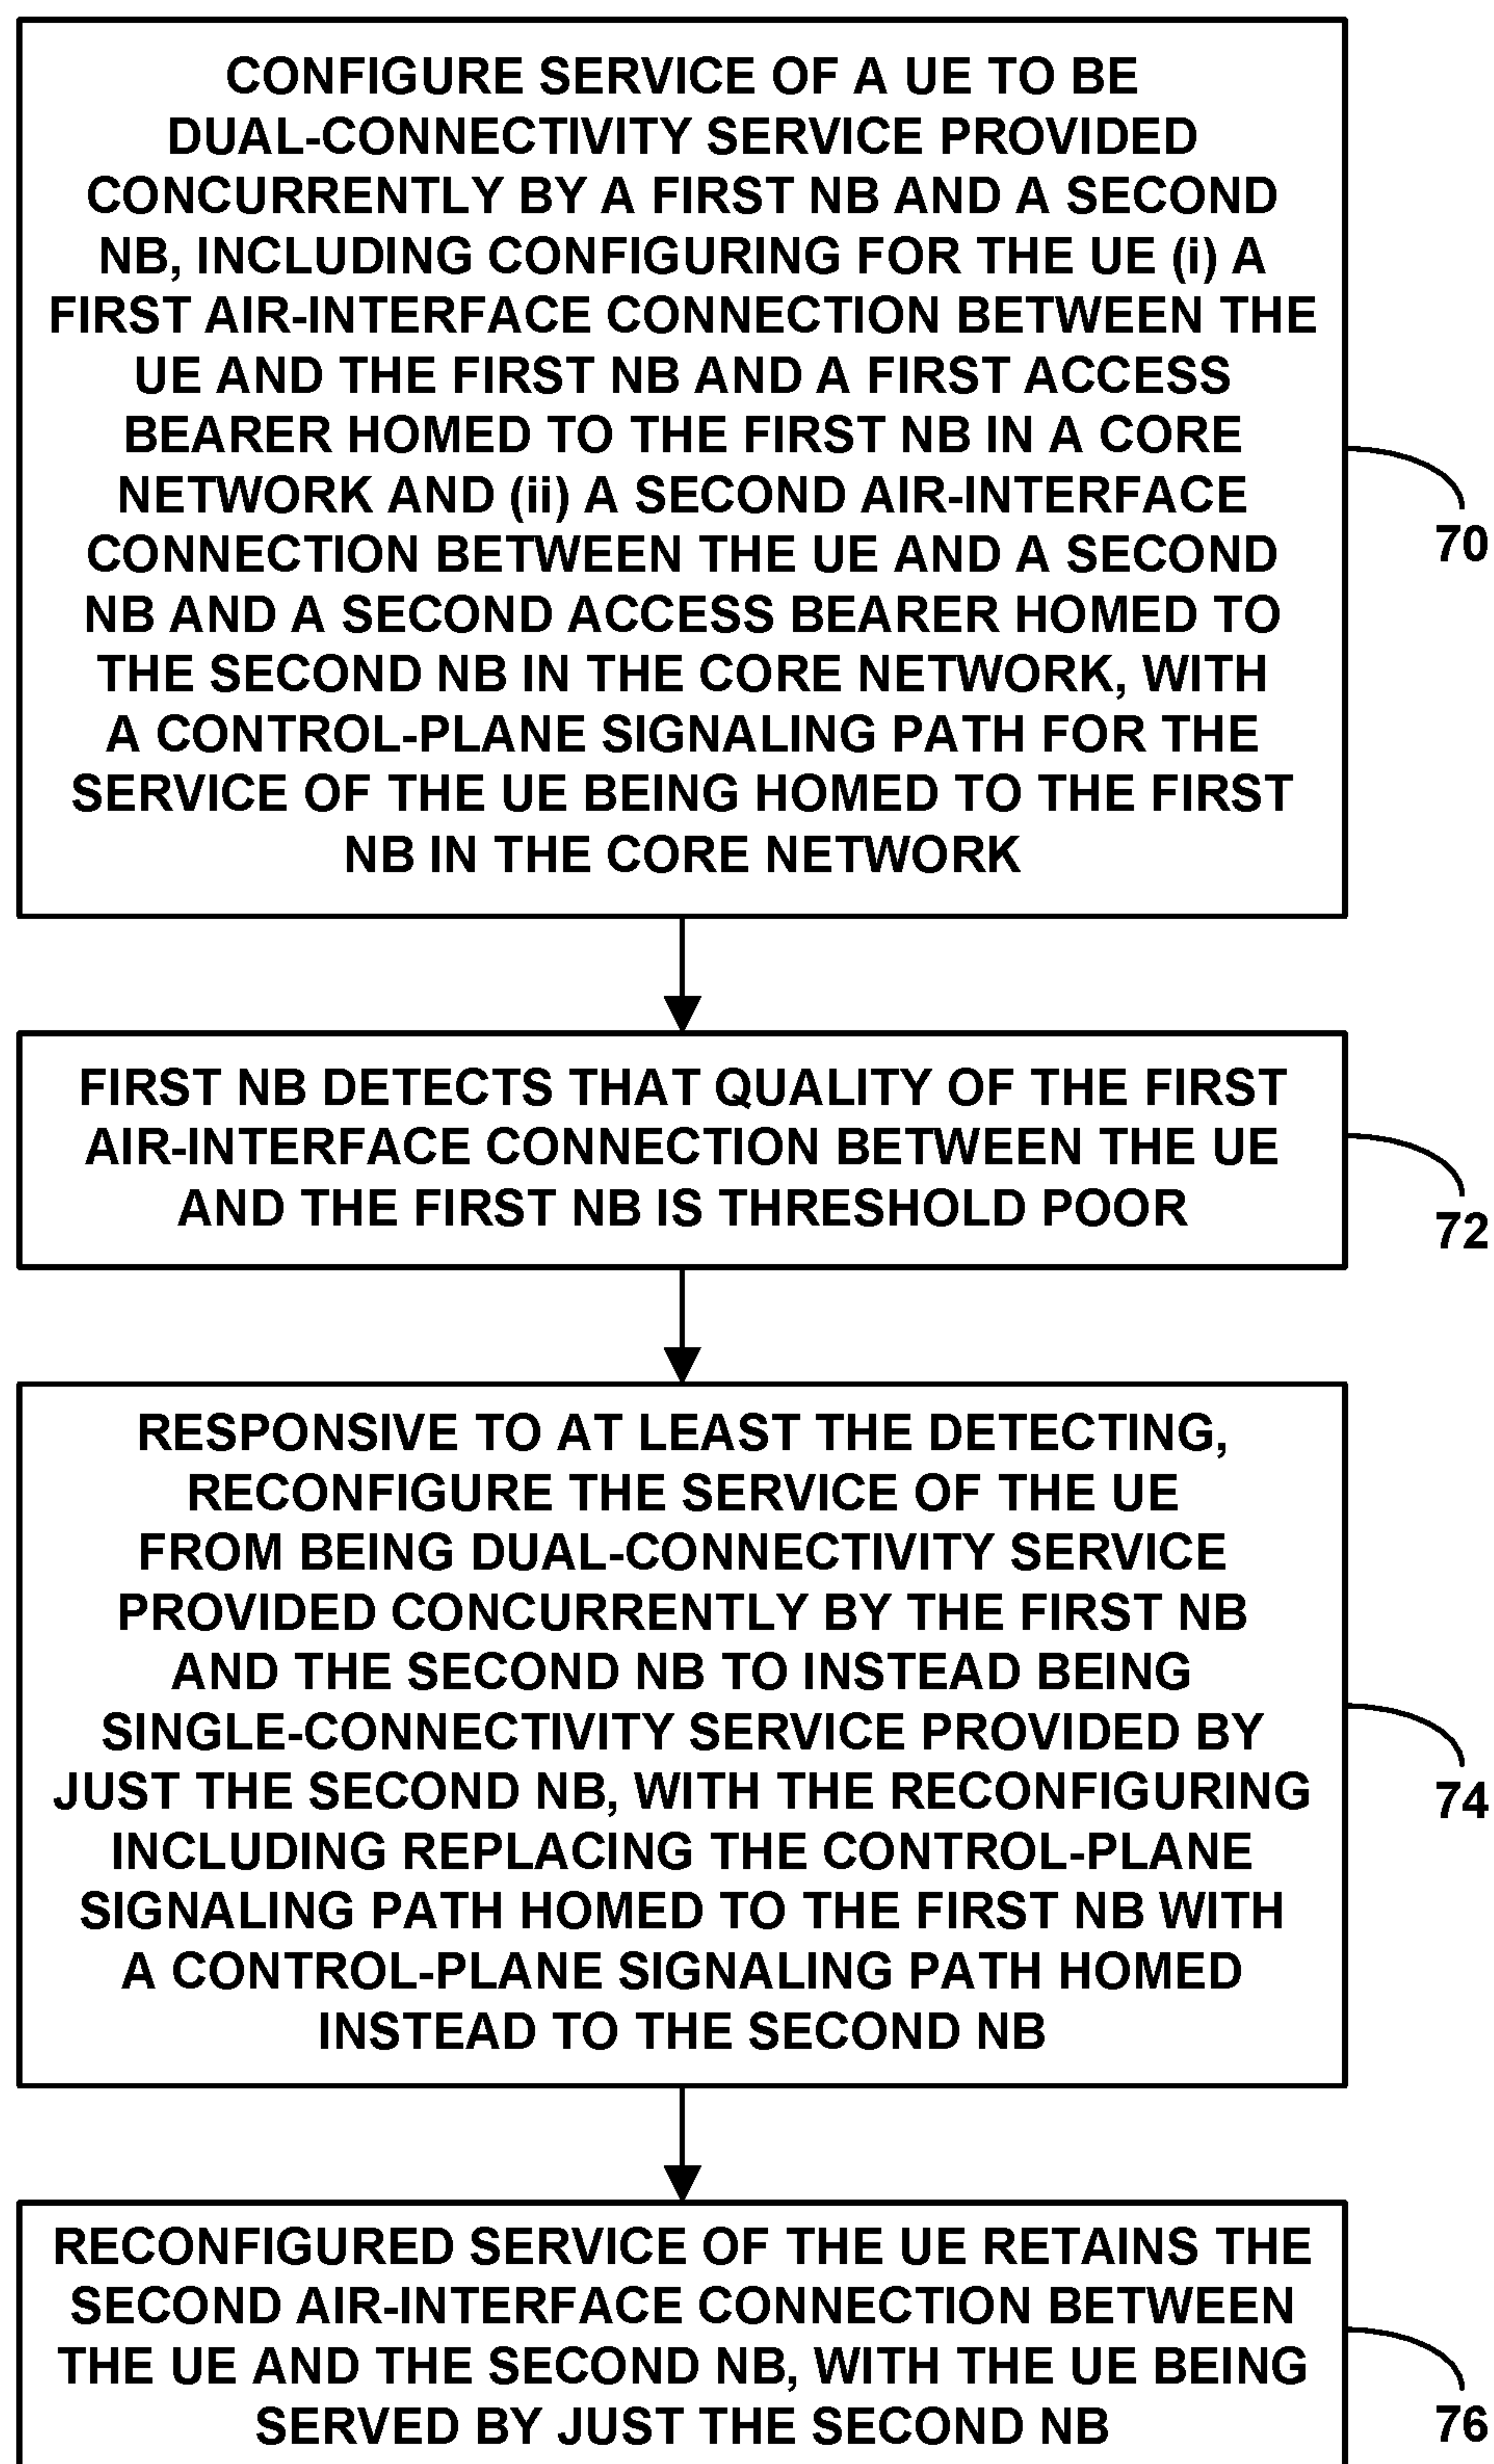 CONFIGURE SERVICE OF A UE TO BE
DUAL-CONNECTIVITY SERVICE PROVIDED
CONCURRENTLY BY A FIRST NB AND A SECOND
NB, INCLUDING CONFIGURING FOR THE UE (i) A
FIRST AIR-INTERFACE CONNECTION BETWEEN THE
UE AND THE FIRST NB AND A FIRST ACCESS
BEARER HOMED TO THE FIRST NB IN A CORE
NETWORK AND (ii) A SECOND AIR-INTERFACE
CONNECTION BETWEEN THE UE AND A SECOND
NB AND A SECOND ACCESS BEARER HOMED TO
THE SECOND NB IN THE CORE NETWORK, WITH
A CONTROL-PLANE SIGNALING PATH FOR THE
SERVICE OF THE UE BEING HOMED TO THE FIRST
NB IN THE CORE NETWORK
70
FIRST NB DETECTS THAT QUALITY OF THE FIRST
AIR-INTERFACE CONNECTION BETWEEN THE UE
AND THE FIRST NB IS THRESHOLD POOR
72
RESPONSIVE TO AT LEAST THE DETECTING,
RECONFIGURE THE SERVICE OF THE UE
FROM BEING DUAL-CONNECTIVITY SERVICE
PROVIDED CONCURRENTLY BY THE FIRST NB
AND THE SECOND NB TO INSTEAD BEING
SINGLE-CONNECTIVITY SERVICE PROVIDED BY
JUST THE SECOND NB, WITH THE RECONFIGURING
INCLUDING REPLACING THE CONTROL-PLANE
SIGNALING PATH HOMED TO THE FIRST NB WITH
A CONTROL-PLANE SIGNALING PATH HOMED
INSTEAD TO THE SECOND NB
74
RECONFIGURED SERVICE OF THE UE RETAINS THE
SECOND AIR-INTERFACE CONNECTION BETWEEN
THE UE AND THE SECOND NB, WITH THE UE BEING
SERVED BY JUST THE SECOND NB
76